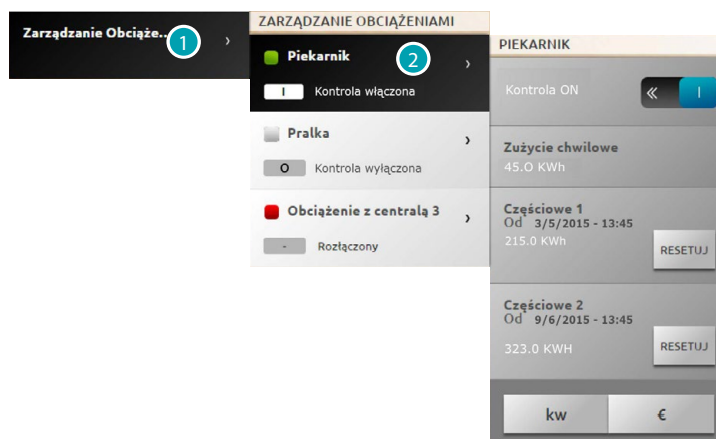 Zarządzanie Obciąże..
1
ZARZĄDZANIE OBCIĄŻENIAMI
Piekarnik
2
I Kontrola włączona
Pralka
O Kontrola wyłączona
Obciążenie z centralą 3
- Rozłączony
PIEKARNIK
Kontrola ON
I
Zużycie chwilowe
45.0 KWh
Częściowe 1
Od 3/5/2015 - 13:45
215.0 KWh
RESETUJ
Częściowe 2
Od 9/6/2015 - 13:45
323.0 KWH
RESETUJ
kw €